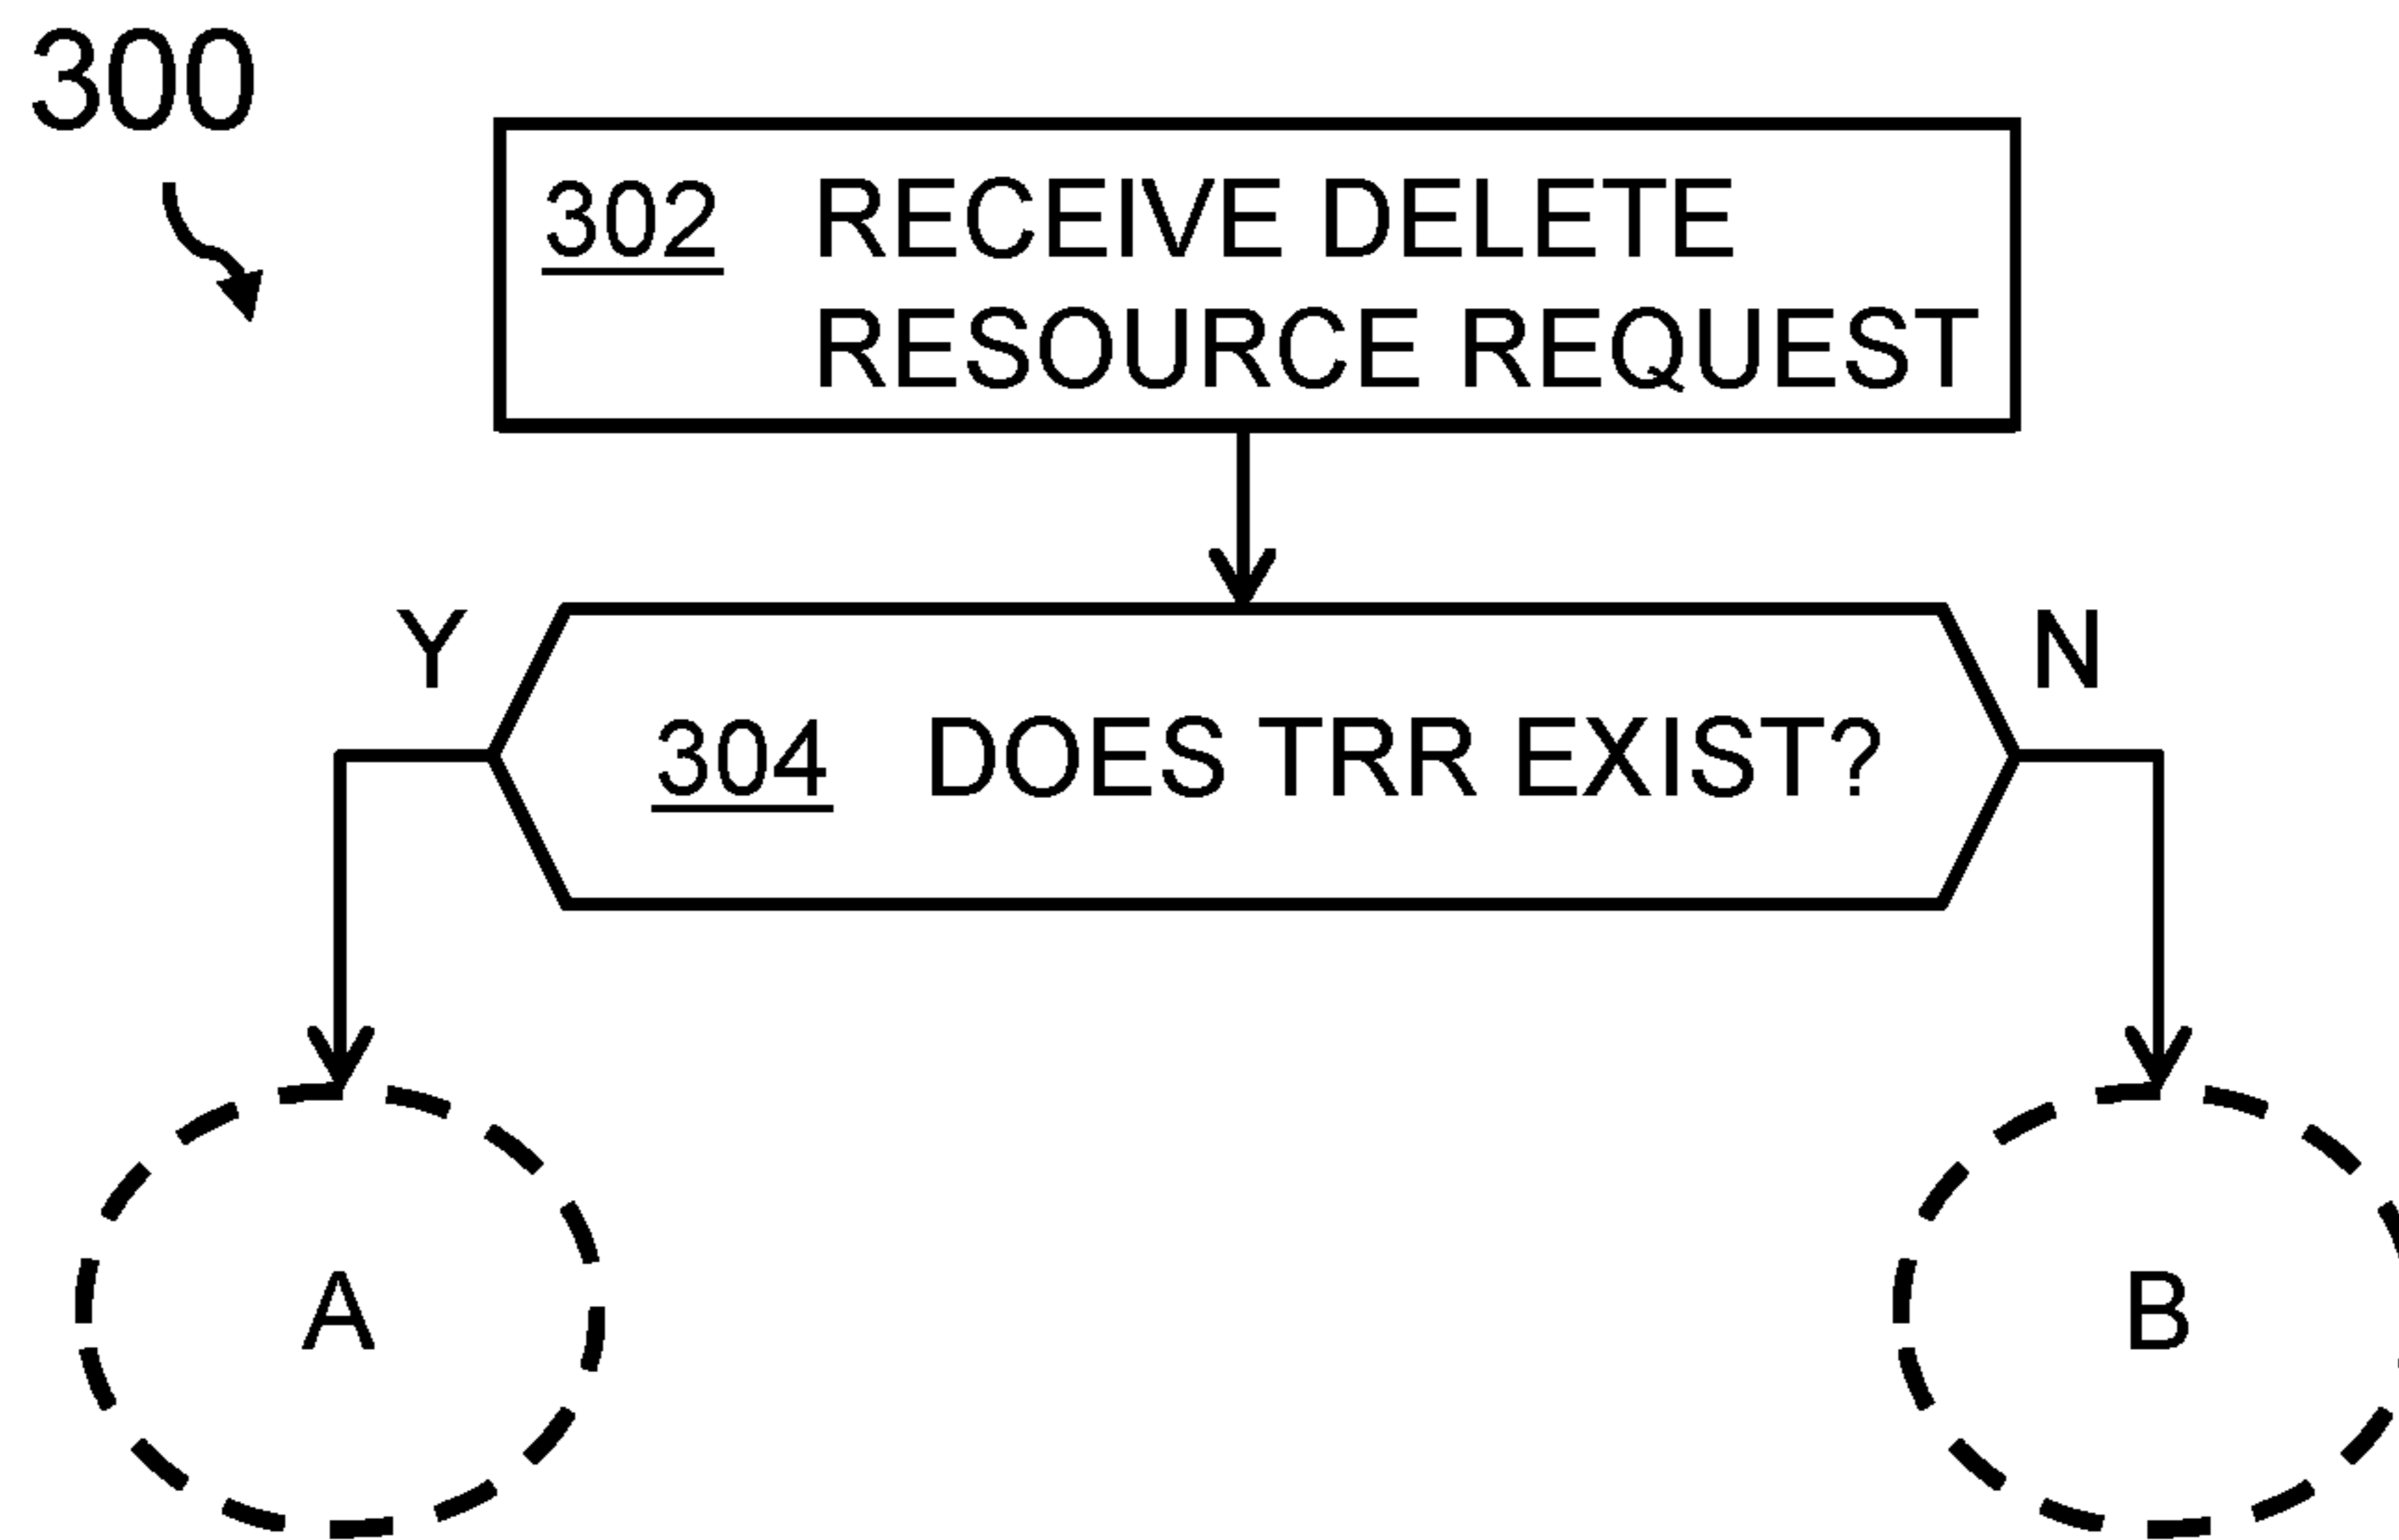 300
302 RECEIVE DELETE
RESOURCE REQUEST
Y
N
304 DOES TRR EXIST?
A
B